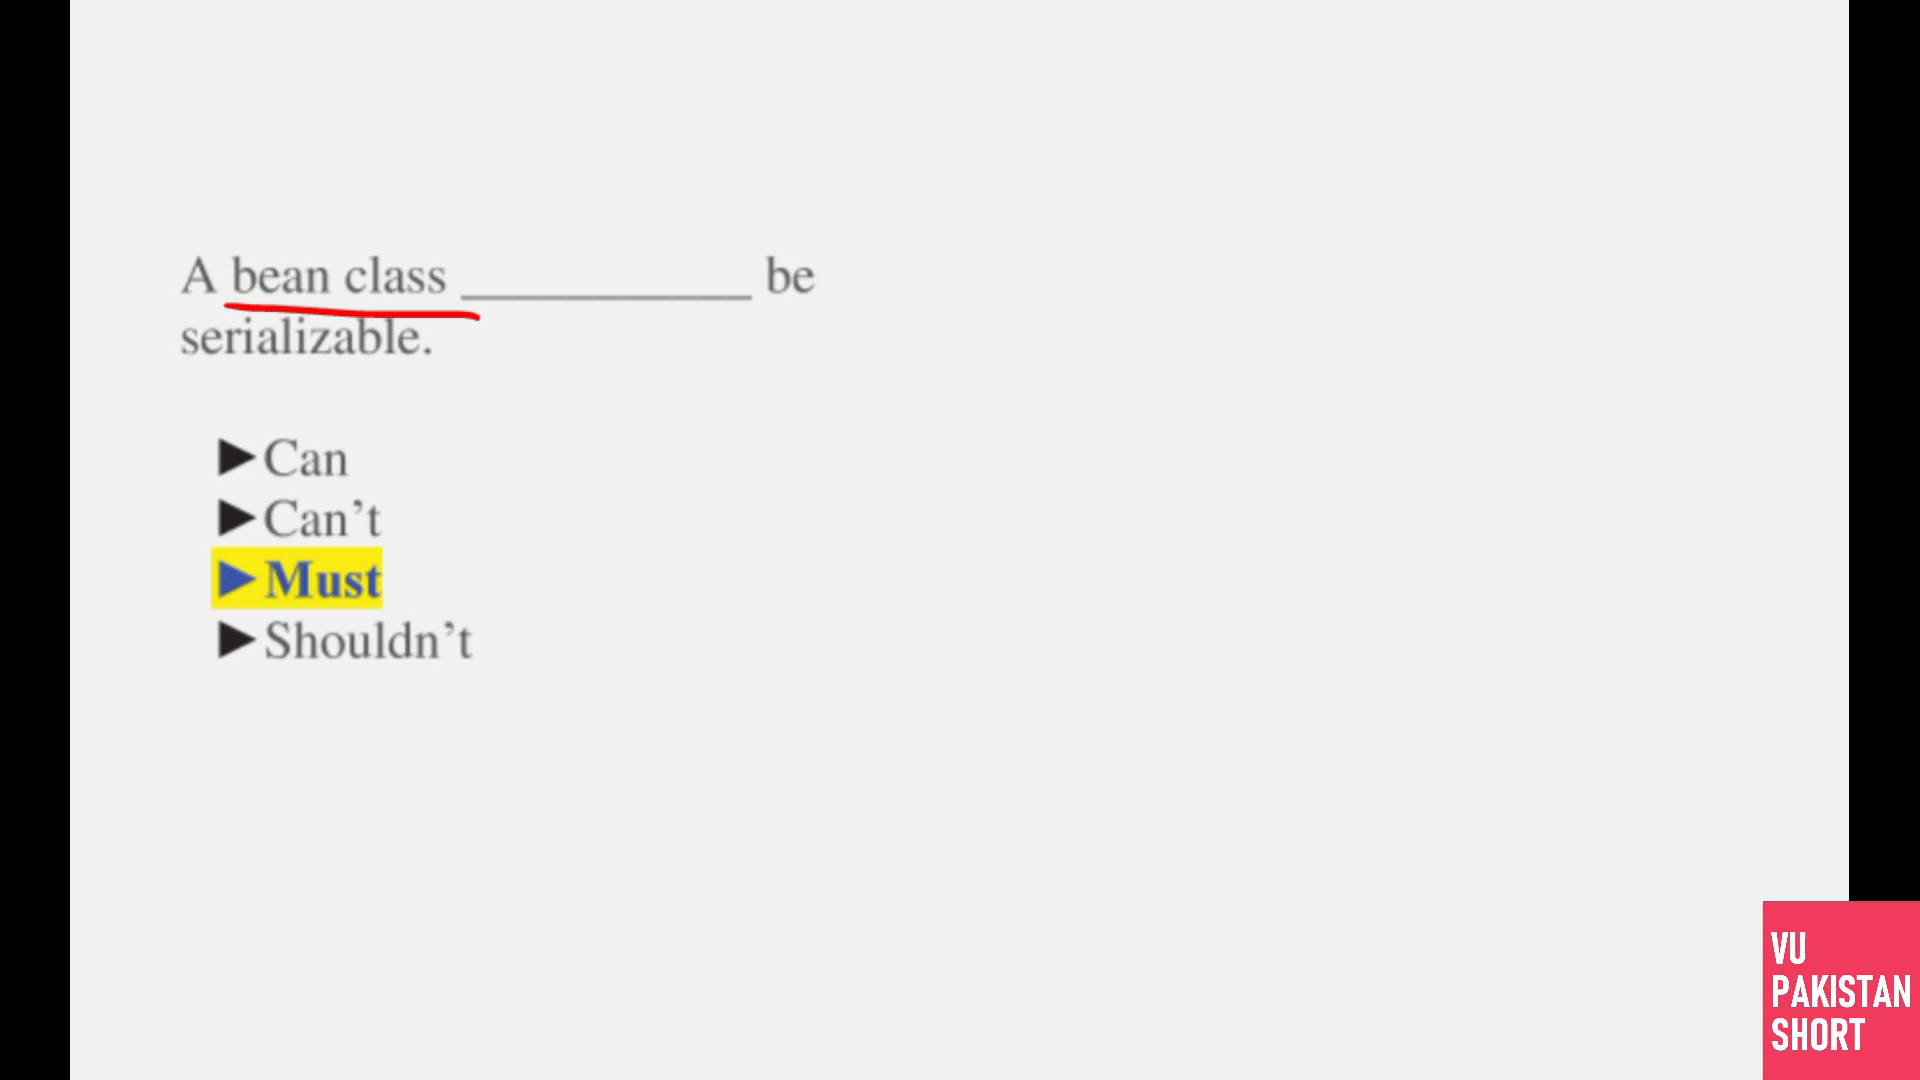 A bean class ___________ be
serializable.
►Can
►Can’t
►Must
►Shouldn’t
VU
PAKISTAN
SHORT